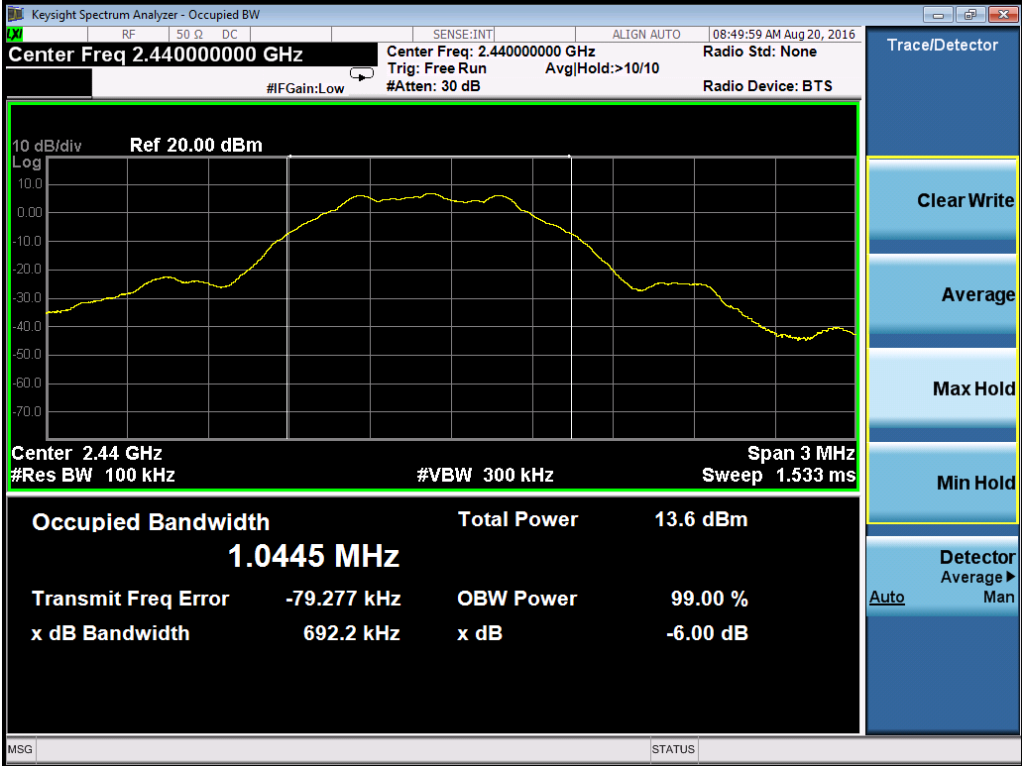 Keysight Spectrum Analyzer - Occupied BW
LXI RF 50 Ω DC SENSE:INT ALIGN AUTO 08:49:59 AM Aug 20, 2016
Center Freq 2.440000000 GHz
Center Freq: 2.440000000 GHz Radio Std: None
Trig: Free Run Avg|Hold:>10/10
#IFGain:Low #Atten: 30 dB Radio Device: BTS
10 dB/div Ref 20.00 dBm
Log
10.0
0.00
-10.0
-20.0
-30.0
-40.0
-50.0
-60.0
-70.0
Center 2.44 GHz Span 3 MHz
#Res BW 100 kHz #VBW 300 kHz Sweep 1.533 ms
Occupied Bandwidth Total Power 13.6 dBm
1.0445 MHz
Transmit Freq Error -79.277 kHz OBW Power 99.00 %
x dB Bandwidth 692.2 kHz x dB -6.00 dB
MSG STATUS
Trace/Detector
Clear Write
Average
Max Hold
Min Hold
Detector
Average
Auto Man